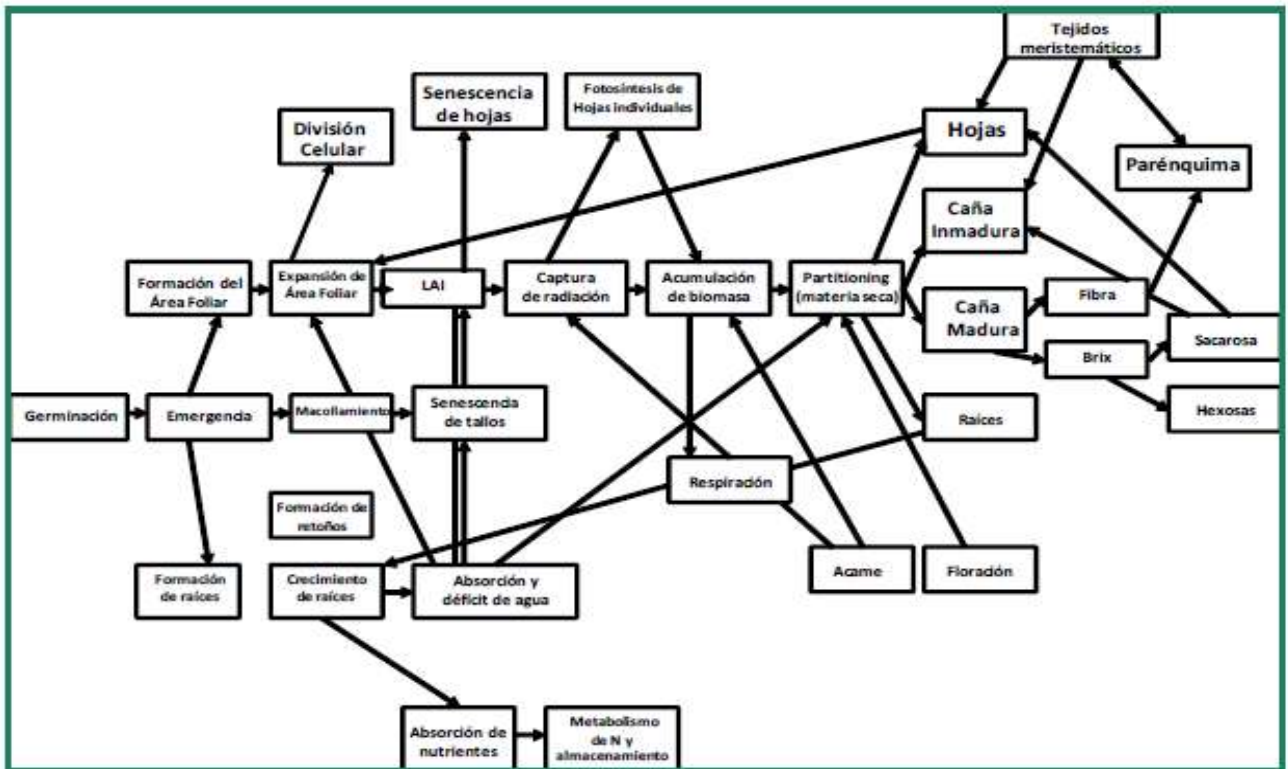 Tejidos
meristemáticos
Senescencia
de hojas
Fotosíntesis de
Hojas individuales
División
Celular
Hojas
Parénquima
Caña
Inmadura
Formación del
Área Foliar
Expansión de
Área Foliar
LAI
Captura
de radiación
Acumulación
de biomasa
Partitioning
(materia seca)
Caña
Madura
Fibra
Sacarosa
Brix
Germinación
Emergencia
Macollamiento
Senescencia
de tallos
Raíces
Hexosas
Respiración
Formación de
retoños
Formación
de raíces
Crecimiento
de raíces
Absorción y
déficit de agua
Acame
Floración
Absorción de
nutrientes
Metabolismo
de N y
almacenamiento